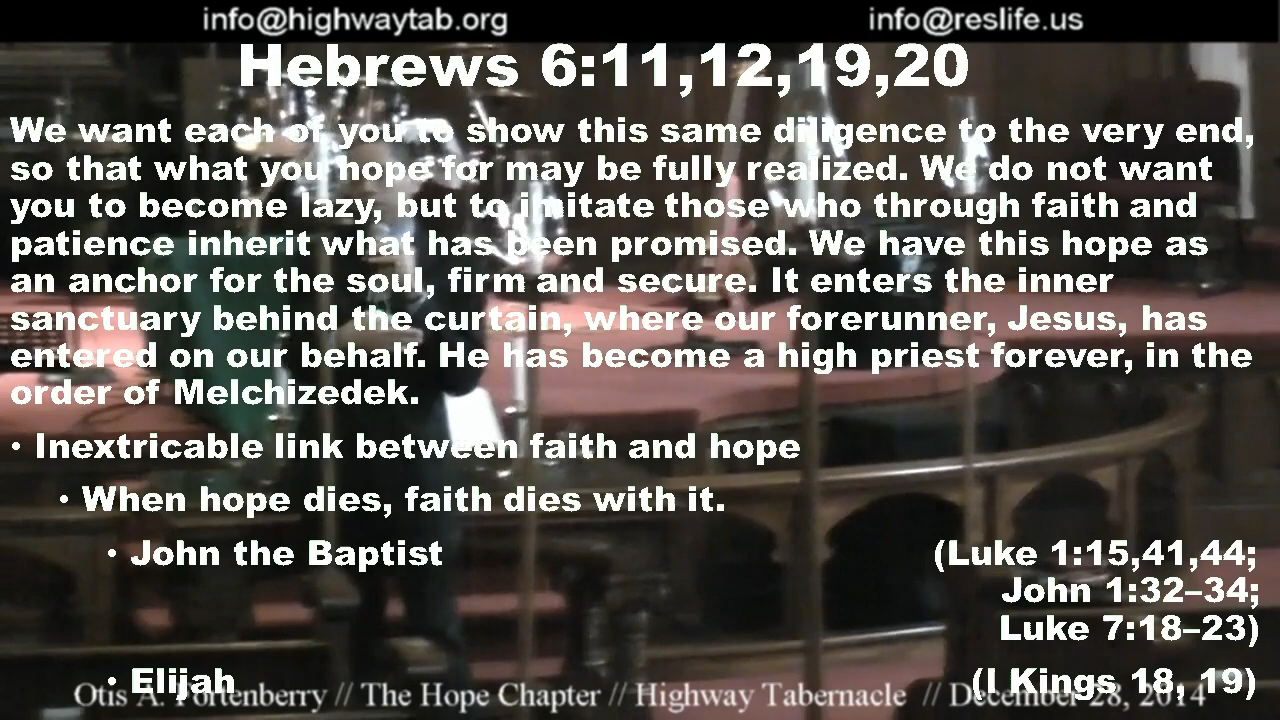 info@highwaytab.org info@reslife.us
Hebrews 6:11,12,19,20
We want each of you to show this same diligence to the very end,
so that what you hope for may be fully realized. We do not want
you to become lazy, but to imitate those who through faith and
patience inherit what has been promised. We have this hope as
an anchor for the soul, firm and secure. It enters the inner
sanctuary behind the curtain, where our forerunner, Jesus, has
entered on our behalf. He has become a high priest forever, in the
order of Melchizedek.
• Inextricable link between faith and hope
• When hope dies, faith dies with it.
• John the Baptist (Luke 1:15,41,44;
John 1:32–34;
Luke 7:18–23)
• Elijah (I Kings 18, 19)
Otis A. Fortenberry // The Hope Chapter // Highway Tabernacle // December 28, 2014